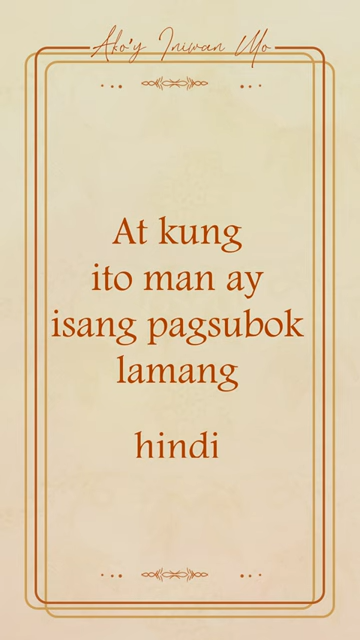 Ako'y Iniwan Mo
At kung
ito man ay
isang pagsubok
lamang
hindi